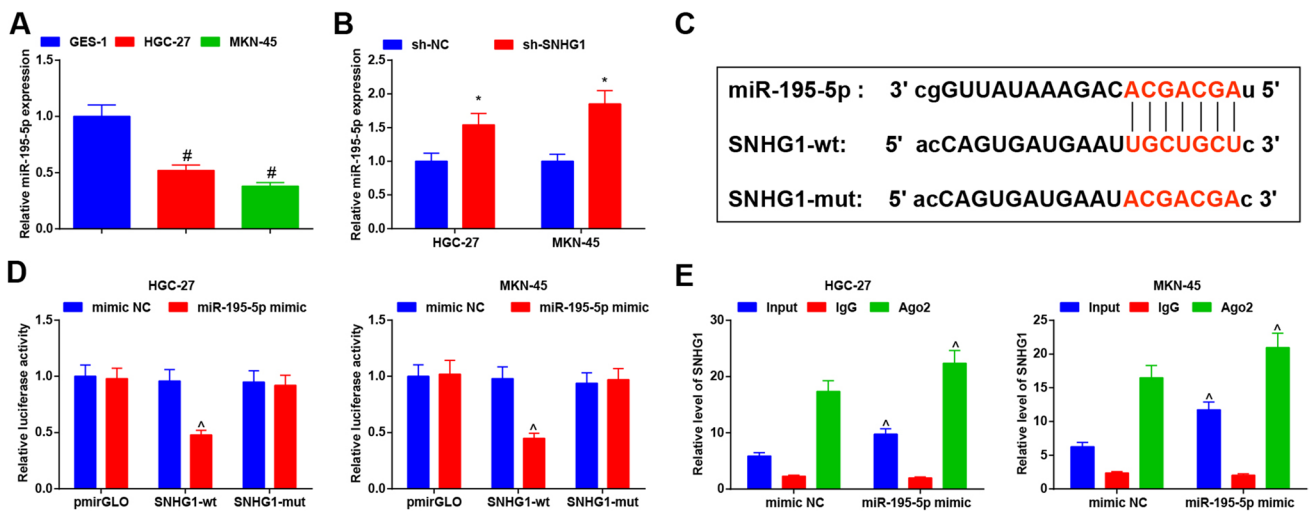 A
GES-1 HGC-27 MKN-45
Relative miR-195-5p expression
1.5
1.0
0.5
0.0
#
#
B
sh-NC sh-SNHG1
Relative miR-195-5p expression
2.5
2.0
1.5
1.0
0.5
0.0
*
*
HGC-27 MKN-45
C
miR-195-5p : 3' cgGUUAUAAAGACACGACGAu 5'
SNHG1-wt: 5' acCAGUGAUGAAUUGCUGCUc 3'
SNHG1-mut: 5' acCAGUGAUGAAUACGACGAc 3'
D
HGC-27
mimic NC miR-195-5p mimic
Relative luciferase activity
1.5
1.0
0.5
0.0
^
pmirGLO SNHG1-wt SNHG1-mut
MKN-45
mimic NC miR-195-5p mimic
Relative luciferase activity
1.5
1.0
0.5
0.0
^
pmirGLO SNHG1-wt SNHG1-mut
E
HGC-27
Input IgG Ago2
Relative level of SNHG1
30
20
10
0
^
^
mimic NC miR-195-5p mimic
MKN-45
Input IgG Ago2
Relative level of SNHG1
25
20
15
10
5
0
^
^
mimic NC miR-195-5p mimic